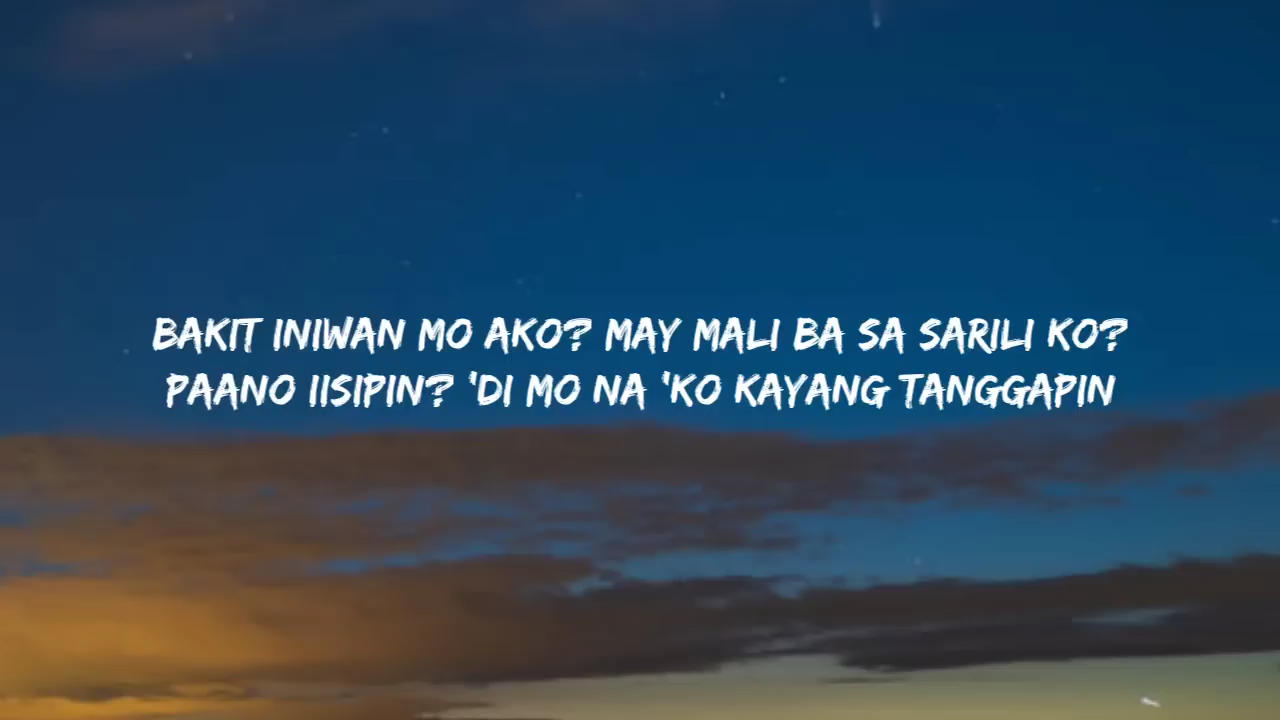 BAKIT INIWAN MO AKO? MAY MALI BA SA SARILI KO?
PAANO IISIPIN? 'DI MO NA 'KO KAYANG TANGGAPIN